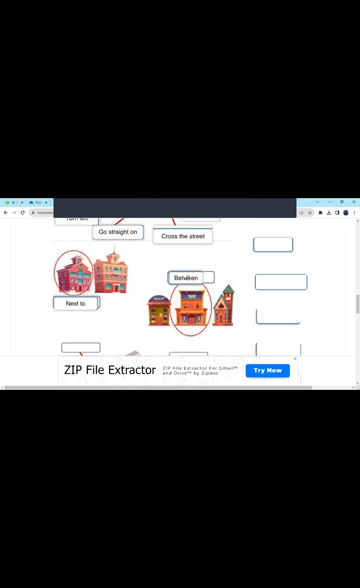 Go straight on
Cross the street
Between
Next to
ZIP File Extractor
ZIP File Extractor For Gmail™
and Drive™ by Zipdoc
Try Now